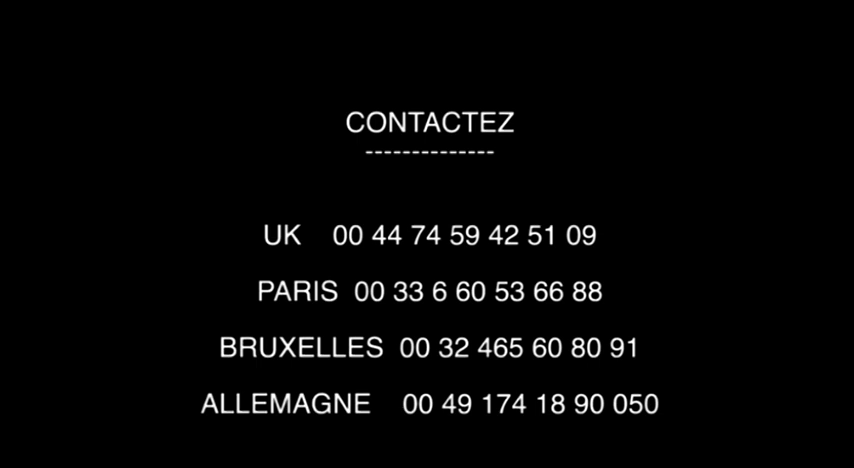 CONTACTEZ
--------------
UK 00 44 74 59 42 51 09
PARIS 00 33 6 60 53 66 88
BRUXELLES 00 32 465 60 80 91
ALLEMAGNE 00 49 174 18 90 050